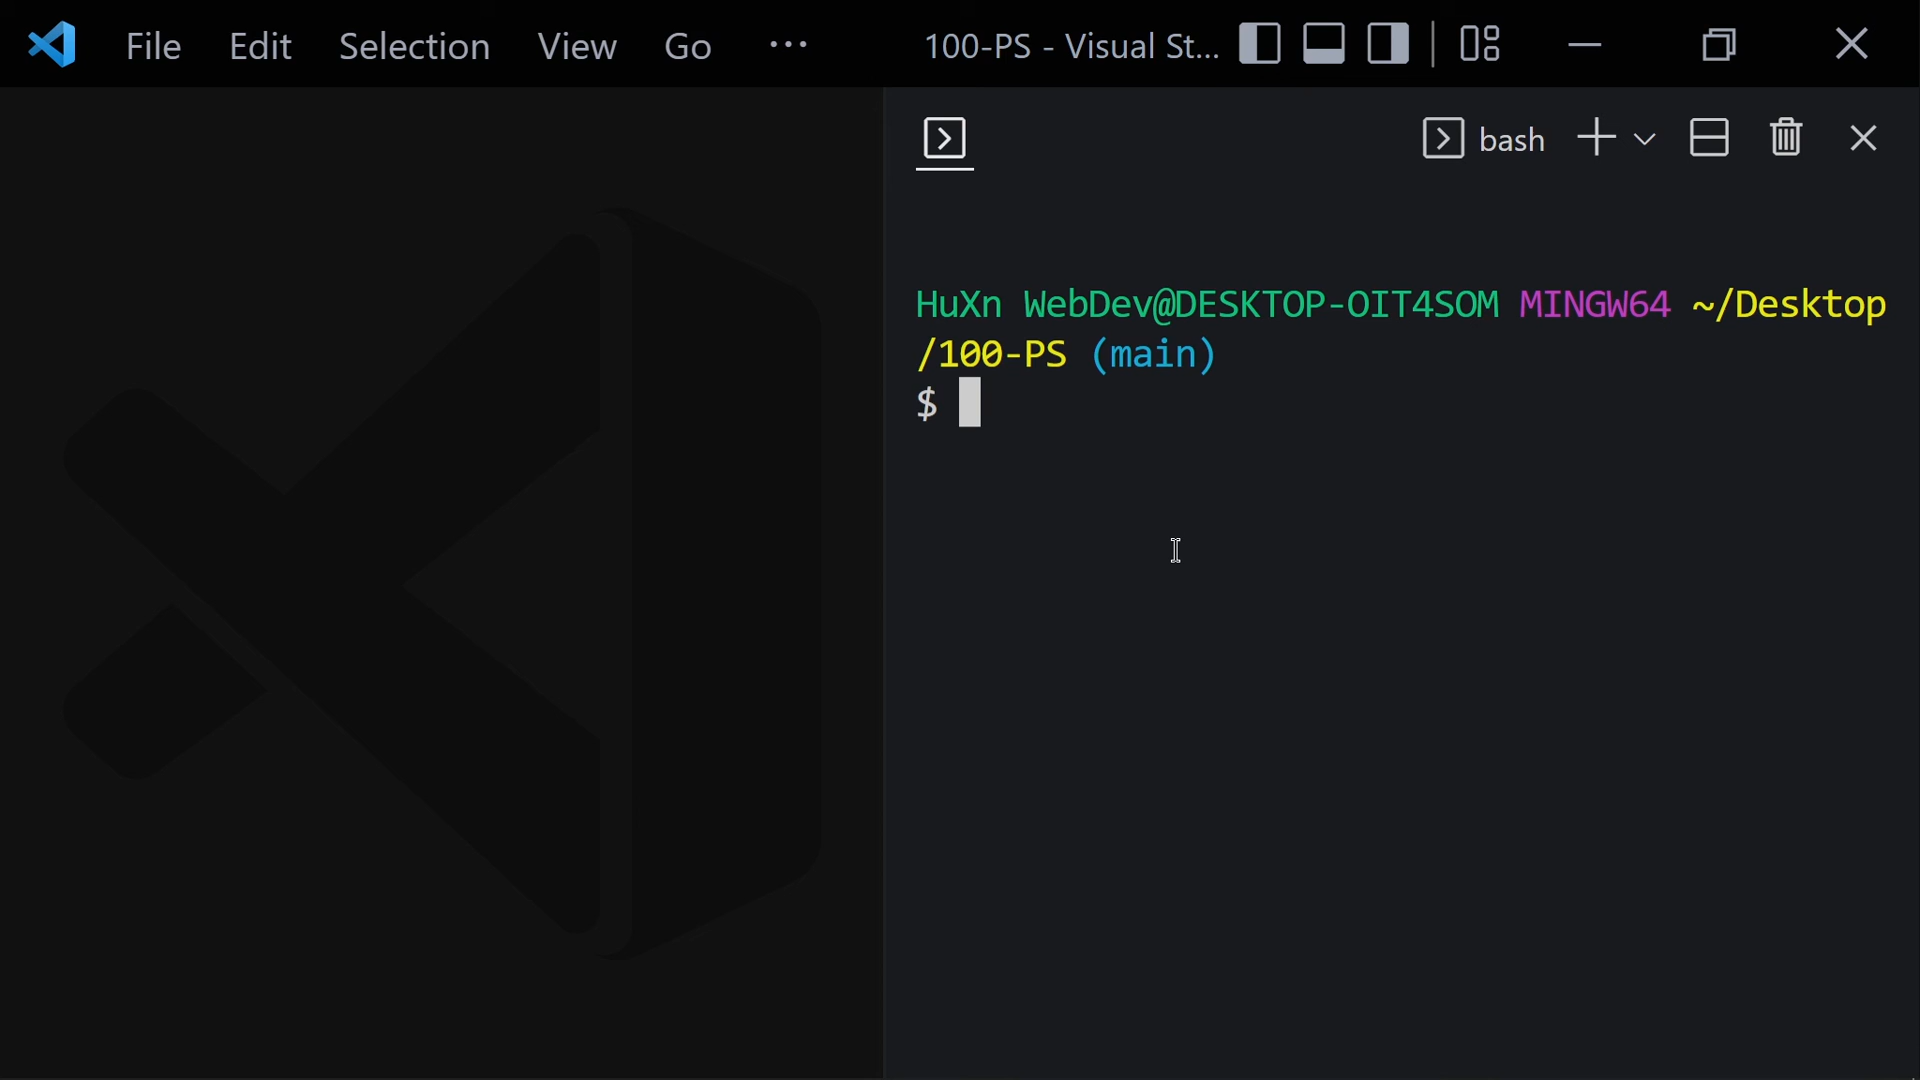 File Edit Selection View Go ··· 100-PS - Visual St...
bash
HuXn WebDev@DESKTOP-OIT4SOM MINGW64 ~/Desktop
/100-PS (main)
$